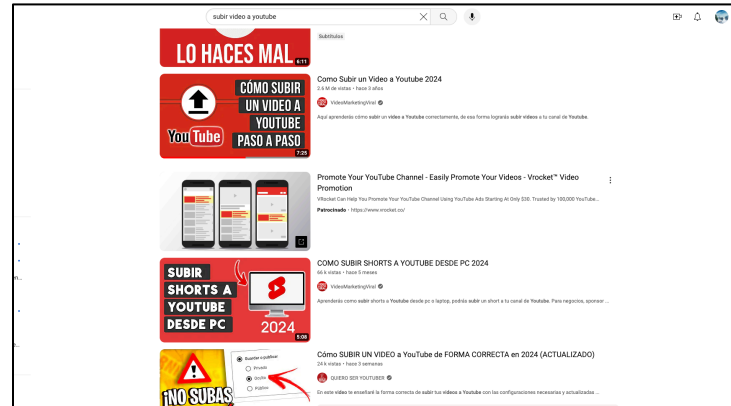 subir video a youtube
LO HACES MAL
6:11
Subtítulos
CÓMO SUBIR
UN VIDEO A
YOUTUBE
PASO A PASO
YouTube
7:25
Como Subir un Video a Youtube 2024
2.6 M de vistas • hace 3 años
VideoMarketingViral
Aquí aprenderás cómo subir un video a Youtube correctamente, de esa forma lograrás subir videos a tu canal de Youtube.
Promote Your YouTube Channel - Easily Promote Your Videos - Vrocket™ Video
Promotion
VRocket Can Help You Promote Your YouTube Channel Using YouTube Ads Starting At Only $30. Trusted by 100,000 YouTube...
Patrocinado • https://www.vrocket.co/
SUBIR
SHORTS A
YOUTUBE
DESDE PC
2024
5:08
COMO SUBIR SHORTS A YOUTUBE DESDE PC 2024
66 k vistas • hace 5 meses
VideoMarketingViral
Aprenderás como subir shorts a Youtube desde pc o laptop, podrás subir un short a tu canal de Youtube. Para negocios, sponsor ...
¡NO SUBAS
Guardar o publicar
Privado
Oculto
Público
Cómo SUBIR UN VIDEO a YouTube de FORMA CORRECTA en 2024 (ACTUALIZADO)
24 k vistas • hace 3 semanas
QUIERO SER YOUTUBER
En este video te enseñaré la forma correcta de subir tus videos a Youtube con las configuraciones necesarias y actualizadas ...